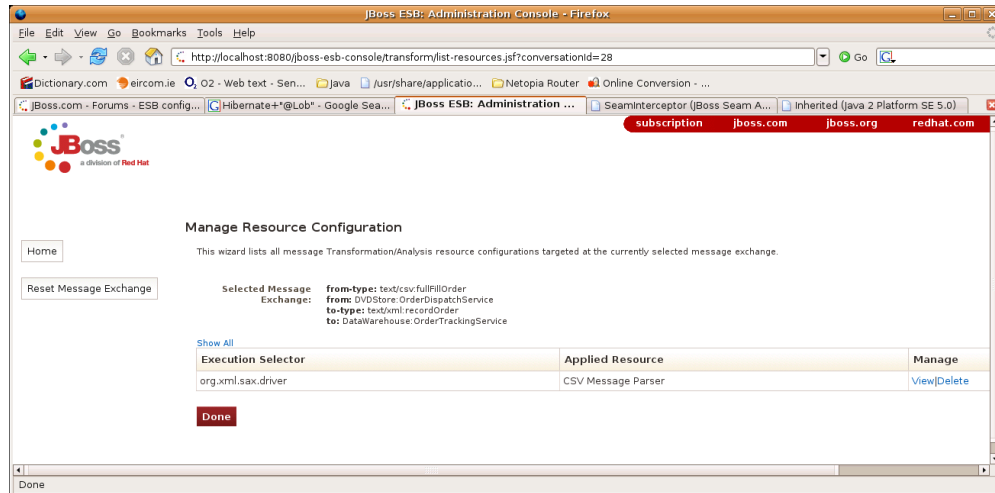 JBoss ESB: Administration Console - Firefox
File Edit View Go Bookmarks Tools Help
http://localhost:8080/jboss-esb-console/transform/list-resources.jsf?conversationId=28 Go G
Dictionary.com eircom.ie O2 O2 - Web text - Sen... Java /usr/share/applicatio... Netopia Router Online Conversion - ...
JBoss.com - Forums - ESB config... Hibernate+"@Lob" - Google Sea... JBoss ESB: Administration ... SeamInterceptor (JBoss Seam A... Inherited (Java 2 Platform SE 5.0)
subscription jboss.com jboss.org redhat.com
JBoss
a division of Red Hat
Manage Resource Configuration
Home
This wizard lists all message Transformation/Analysis resource configurations targeted at the currently selected message exchange.
Reset Message Exchange
Selected Message Exchange:
from-type: text/csv:fullFillOrder
from: DVDStore:OrderDispatchService
to-type: text/xml:recordOrder
to: DataWarehouse:OrderTrackingService
Show All
Execution Selector Applied Resource Manage
org.xml.sax.driver CSV Message Parser View|Delete
Done
Done